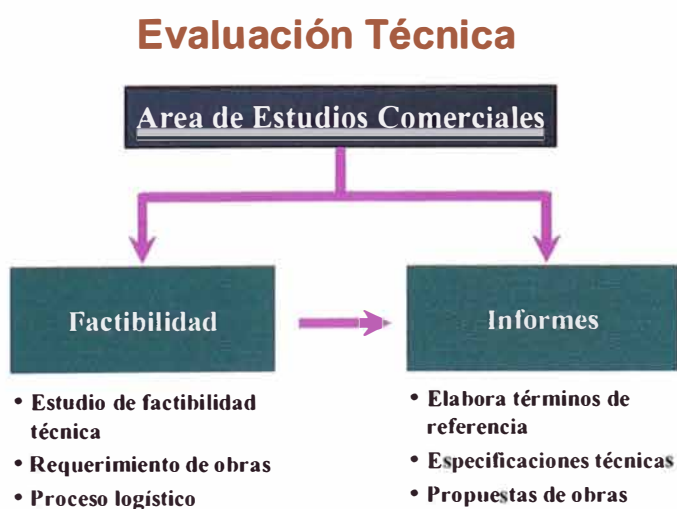 Evaluación Técnica
Area de Estudios Comerciales
Factibilidad
Informes
• Estudio de factibilidad
técnica
• Requerimiento de obras
• Proceso logístico
• Elabora términos de
referencia
• Especificaciones técnicas
• Propuestas de obras